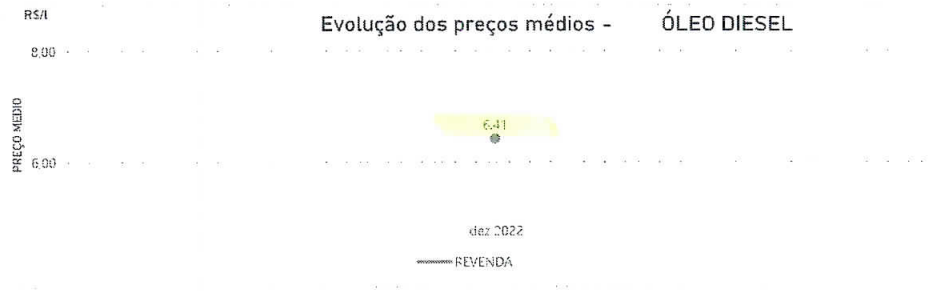 R$/l
Evolução dos preços médios - ÓLEO DIESEL
8,00
PREÇO MÉDIO
6,41
6,00
dez 2022
REVENDA